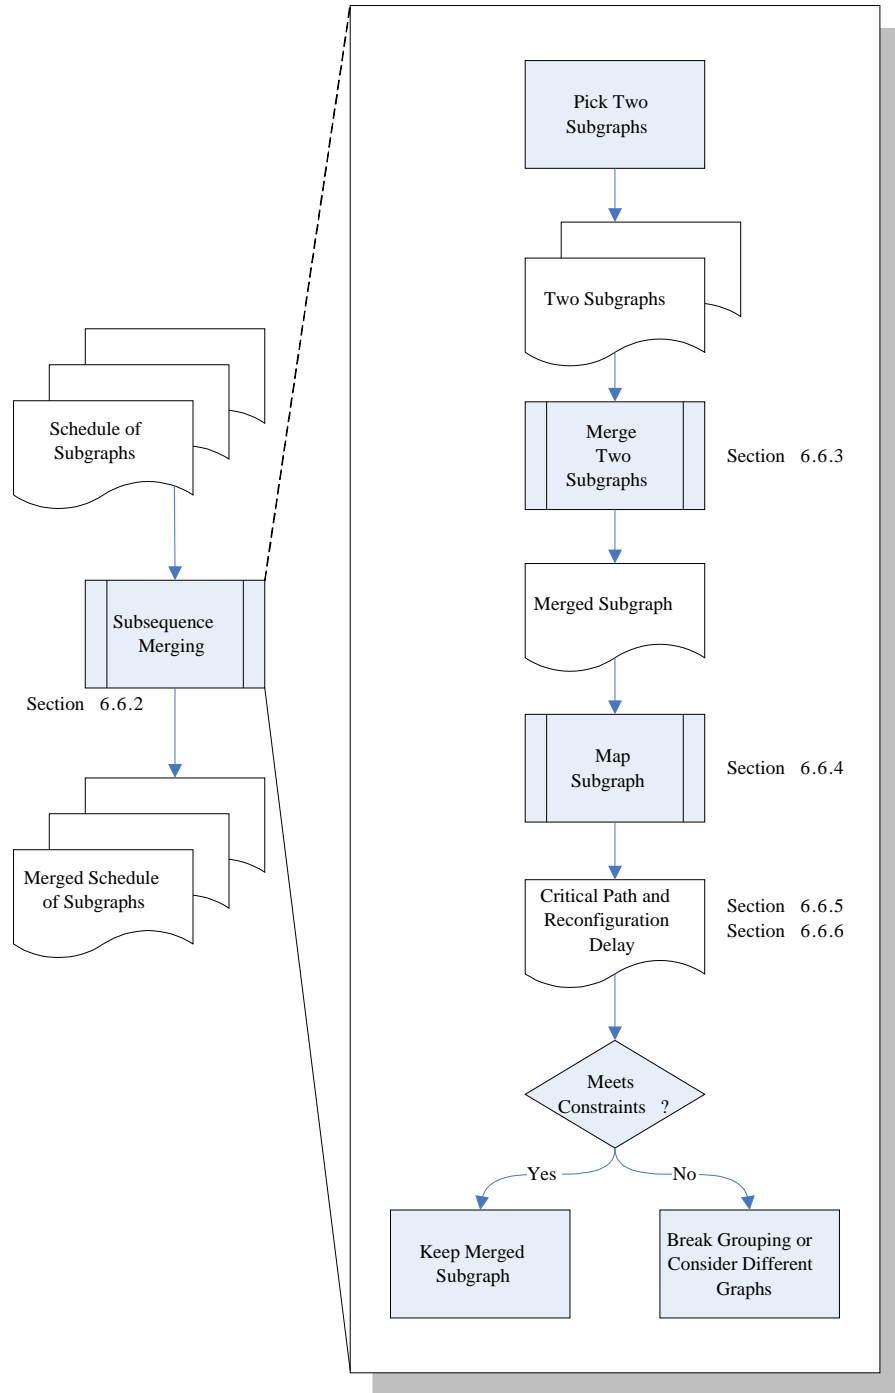 Schedule of
Subgraphs
Subsequence
Merging
Section 6.6.2
Merged Schedule
of Subgraphs
Pick Two
Subgraphs
Two Subgraphs
Merge
Two
Subgraphs
Section 6.6.3
Merged Subgraph
Map
Subgraph
Section 6.6.4
Critical Path and
Reconfiguration
Delay
Section 6.6.5
Section 6.6.6
Meets
Constraints ?
Yes
No
Keep Merged
Subgraph
Break Grouping or
Consider Different
Graphs